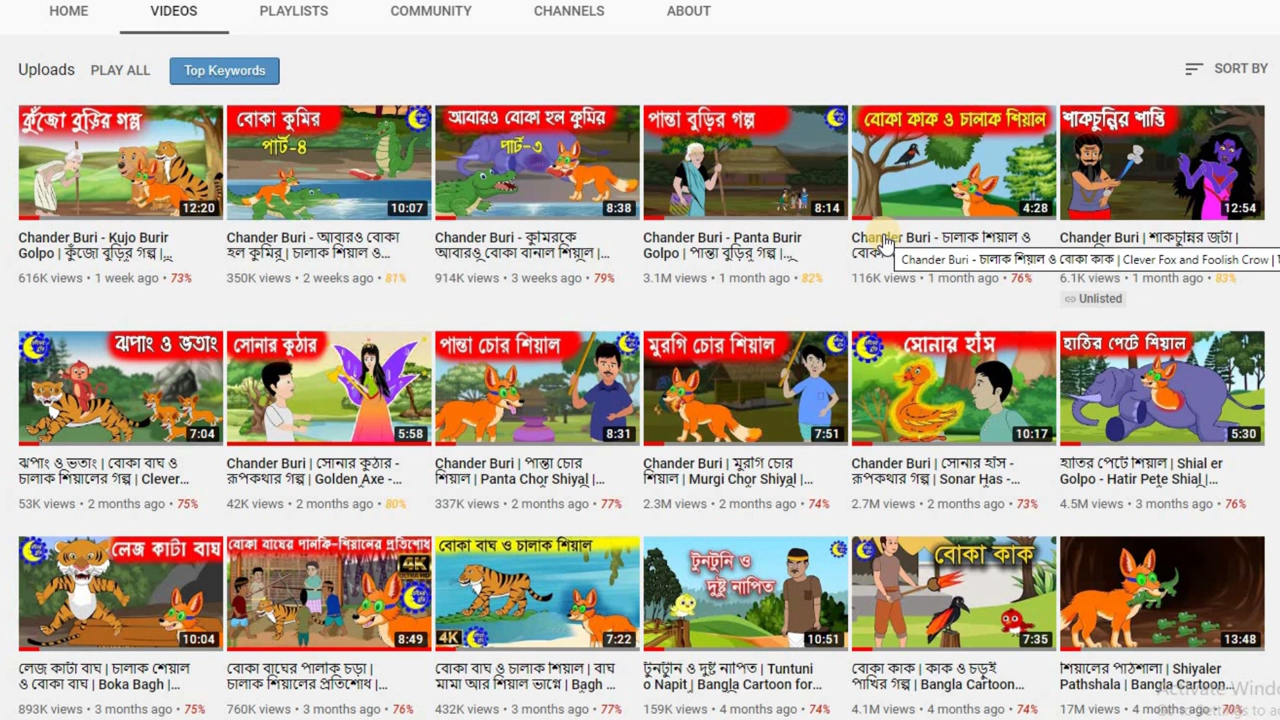 HOME VIDEOS PLAYLISTS COMMUNITY CHANNELS ABOUT
Uploads PLAY ALL Top Keywords SORT BY
কুঁজো বুড়ির গল্প
12:20
বোকা কুমির
পার্ট-৪
10:07
আবারও বোকা হল কুমির
পার্ট-৩
8:38
পান্তা বুড়ির গল্প
8:14
বোকা কাক ও চালাক শিয়াল
4:28
শাকচুন্নির শাস্তি
12:54
Chander Buri - Kujo Burir
Golpo | কুঁজো বুড়ির গল্প |...
616K views • 1 week ago • 73%
Chander Buri - আবারও বোকা
হল কুমির | চালাক শিয়াল ও...
350K views • 2 weeks ago • 81%
Chander Buri - কুমিরকে
আবারও বোকা বানাল শিয়াল |...
914K views • 3 weeks ago • 79%
Chander Buri - Panta Burir
Golpo | পান্তা বুড়ির গল্প |...
3.1M views • 1 month ago • 82%
Chander Buri - চালাক শিয়াল ও
116K views • 1 month ago • 76%
Chander Buri | শাকচুন্নির জটা |
Chander Buri - চালাক শিয়াল ও বোকা কাক | Clever Fox and Foolish Crow |
6.1K views • 1 month ago • 83%
Unlisted
ঝপাং ও ভতাং
7:04
সোনার কুঠার
5:58
পান্তা চোর শিয়াল
8:31
মুরগি চোর শিয়াল
7:51
সোনার হাঁস
10:17
হাতির পেটে শিয়াল
5:30
ঝপাং ও ভতাং | বোকা বাঘ ও
চালাক শিয়ালের গল্প | Clever...
53K views • 2 months ago • 75%
Chander Buri | সোনার কুঠার -
রূপকথার গল্প | Golden Axe -...
42K views • 2 months ago • 80%
Chander Buri | পান্তা চোর
শিয়াল | Panta Chor Shiyal |...
337K views • 2 months ago • 77%
Chander Buri | মুরগি চোর
শিয়াল | Murgi Chor Shiyal |...
2.3M views • 2 months ago • 74%
Chander Buri | সোনার হাঁস -
রূপকথার গল্প | Sonar Has -...
2.7M views • 2 months ago • 73%
হাতির পেটে শিয়াল | Shial er
Golpo - Hatir Pete Shial |...
4.5M views • 3 months ago • 76%
লেজ কাটা বাঘ
10:04
বোকা বাঘের পালকি-শিয়ালের প্রতিশোধ
4K
8:49
বোকা বাঘ ও চালাক শিয়াল
4K
7:22
টুনটুনি ও
দুষ্টু নাপিত
10:51
বোকা কাক
7:35
13:48
লেজ কাটা বাঘ | চালাক শেয়াল
ও বোকা বাঘ | Boka Bagh |...
893K views • 3 months ago • 75%
বোকা বাঘের পালকি চড়া |
চালাক শিয়ালের প্রতিশোধ |...
760K views • 3 months ago • 76%
বোকা বাঘ ও চালাক শিয়াল | বাঘ
মামা আর শিয়াল ভাগ্নে | Bagh ...
432K views • 3 months ago • 77%
টুনটুনি ও দুষ্টু নাপিত | Tuntuni
o Napit | Bangla Cartoon for...
159K views • 4 months ago • 74%
বোকা কাক | কাক ও চড়ুই
পাখির গল্প | Bangla Cartoon...
4.1M views • 4 months ago • 74%
শিয়ালের পাঠশালা | Shiyaler
Pathshala | Bangla Cartoon...
17M views • 4 months ago • 70%